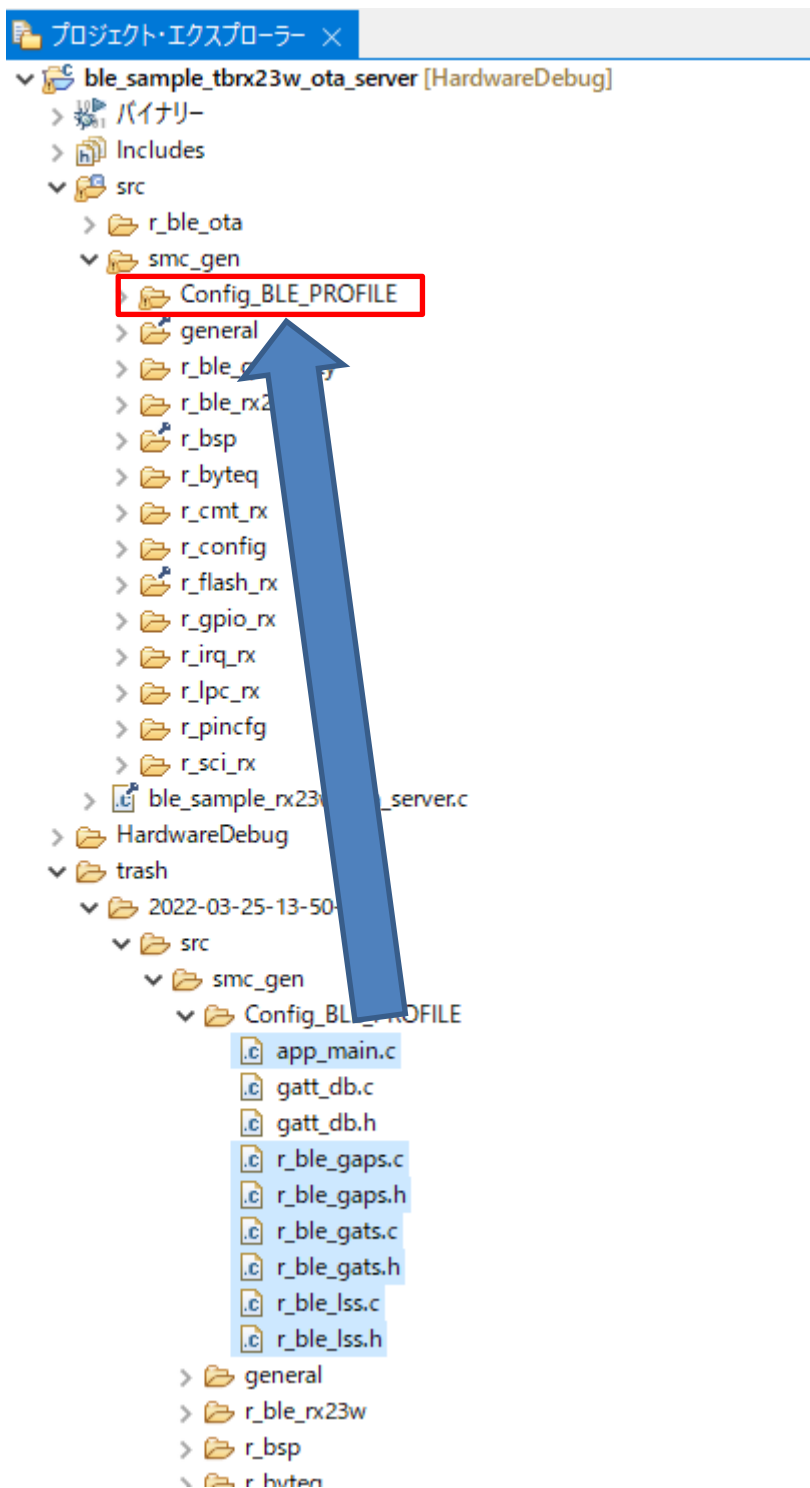 プロジェクト・エクスプローラー
ble_sample_tbrx23w_ota_server [HardwareDebug]
バイナリー
Includes
src
r_ble_ota
smc_gen
Config_BLE_PROFILE
general
r_bsp
r_byteq
r_cmt_rx
r_config
r_flash_rx
r_gpio_rx
r_irq_rx
r_lpc_rx
r_pincfg
r_sci_rx
HardwareDebug
trash
src
smc_gen
app_main.c
gatt_db.c
gatt_db.h
r_ble_gaps.c
r_ble_gaps.h
r_ble_gats.c
r_ble_gats.h
r_ble_lss.c
r_ble_lss.h
general
r_ble_rx23w
r_bsp
r_byteq